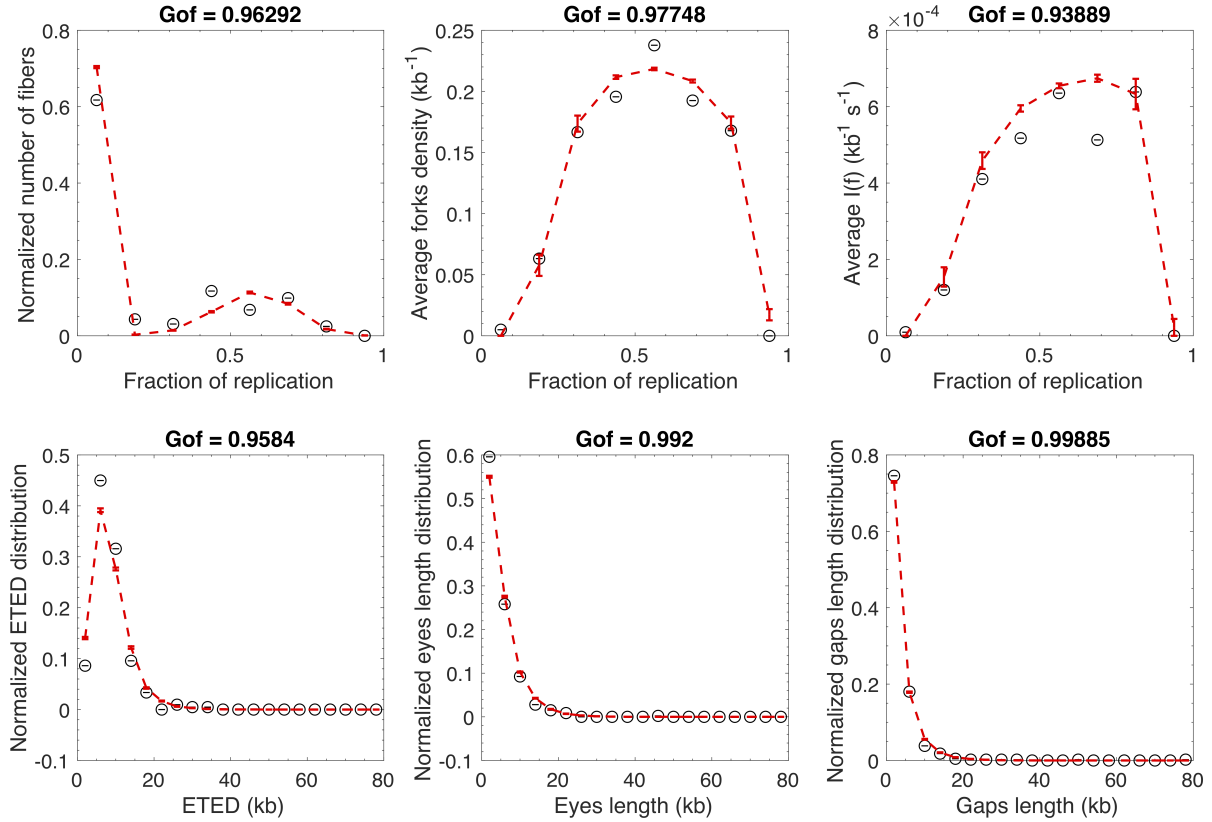 Gof = 0.96292
Normalized number of fibers
0.8
0.6
0.4
0.2
0
0 0.5 1
Fraction of replication
Gof = 0.97748
Average forks density (kb⁻¹)
0.25
0.2
0.15
0.1
0.05
0
0 0.5 1
Fraction of replication
Gof = 0.93889
×10⁻⁴
Average I(f) (kb⁻¹ s⁻¹)
8
6
4
2
0
0 0.5 1
Fraction of replication
Gof = 0.9584
Normalized ETED distribution
0.5
0.4
0.3
0.2
0.1
0
-0.1
0 20 40 60 80
ETED (kb)
Gof = 0.992
Normalized eyes length distribution
0.6
0.5
0.4
0.3
0.2
0.1
0
-0.1
0 20 40 60 80
Eyes length (kb)
Gof = 0.99885
Normalized gaps length distribution
0.8
0.6
0.4
0.2
0
0 20 40 60 80
Gaps length (kb)